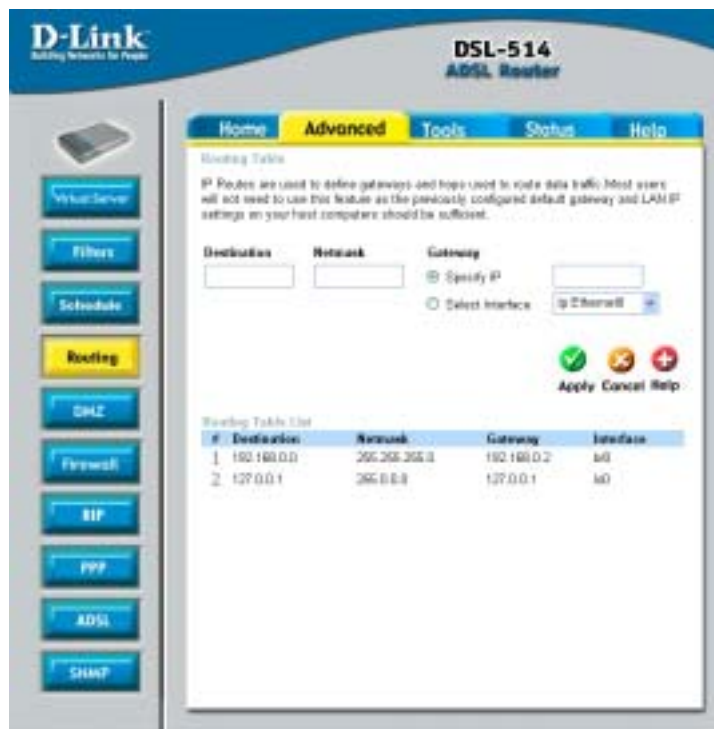 D-Link
Building Networks for People
DSL-514
ADSL Router
Home
Advanced
Tools
Status
Help
Virtual Server
Filters
Schedule
Routing
DMZ
Firewall
RIP
PPP
ADSL
SNMP
Routing Table
IP Routes are used to define gateways and hops used to route data traffic. Most users
will not need to use this feature as the previously configured default gateway and LAN IP
settings on your host computers should be sufficient.
Destination Netmask Gateway
Specify IP
Select Interface
Apply Cancel Help
Routing Table List
# Destination Netmask Gateway Interface
1 192.168.0.0 255.255.255.0 192.168.0.2
2 127.0.0.1 255.0.0.0 127.0.0.1 lo0